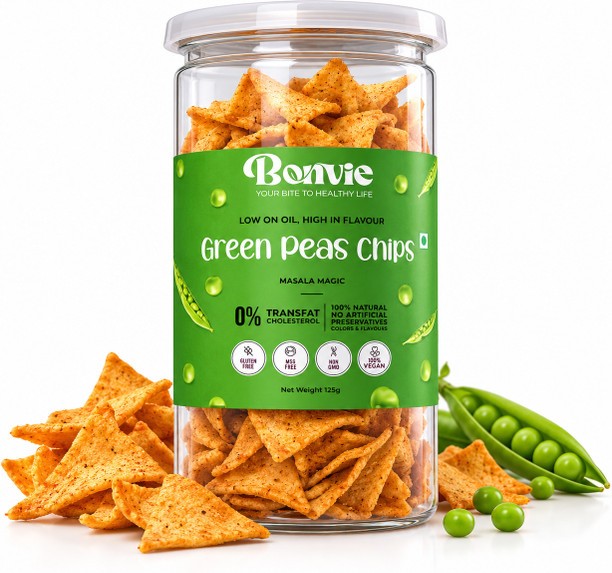 Bonvie
YOUR BITE TO HEALTHY LIFE
LOW ON OIL, HIGH IN FLAVOUR
Green Peas Chips
MASALA MAGIC
0% TRANSFAT
CHOLESTEROL
100% NATURAL
NO ARTIFICIAL
PRESERVATIVES
COLORS & FLAVOURS
GLUTEN
FREE
MSG
FREE
NON
GMO
100%
VEGAN
Net Weight 125g